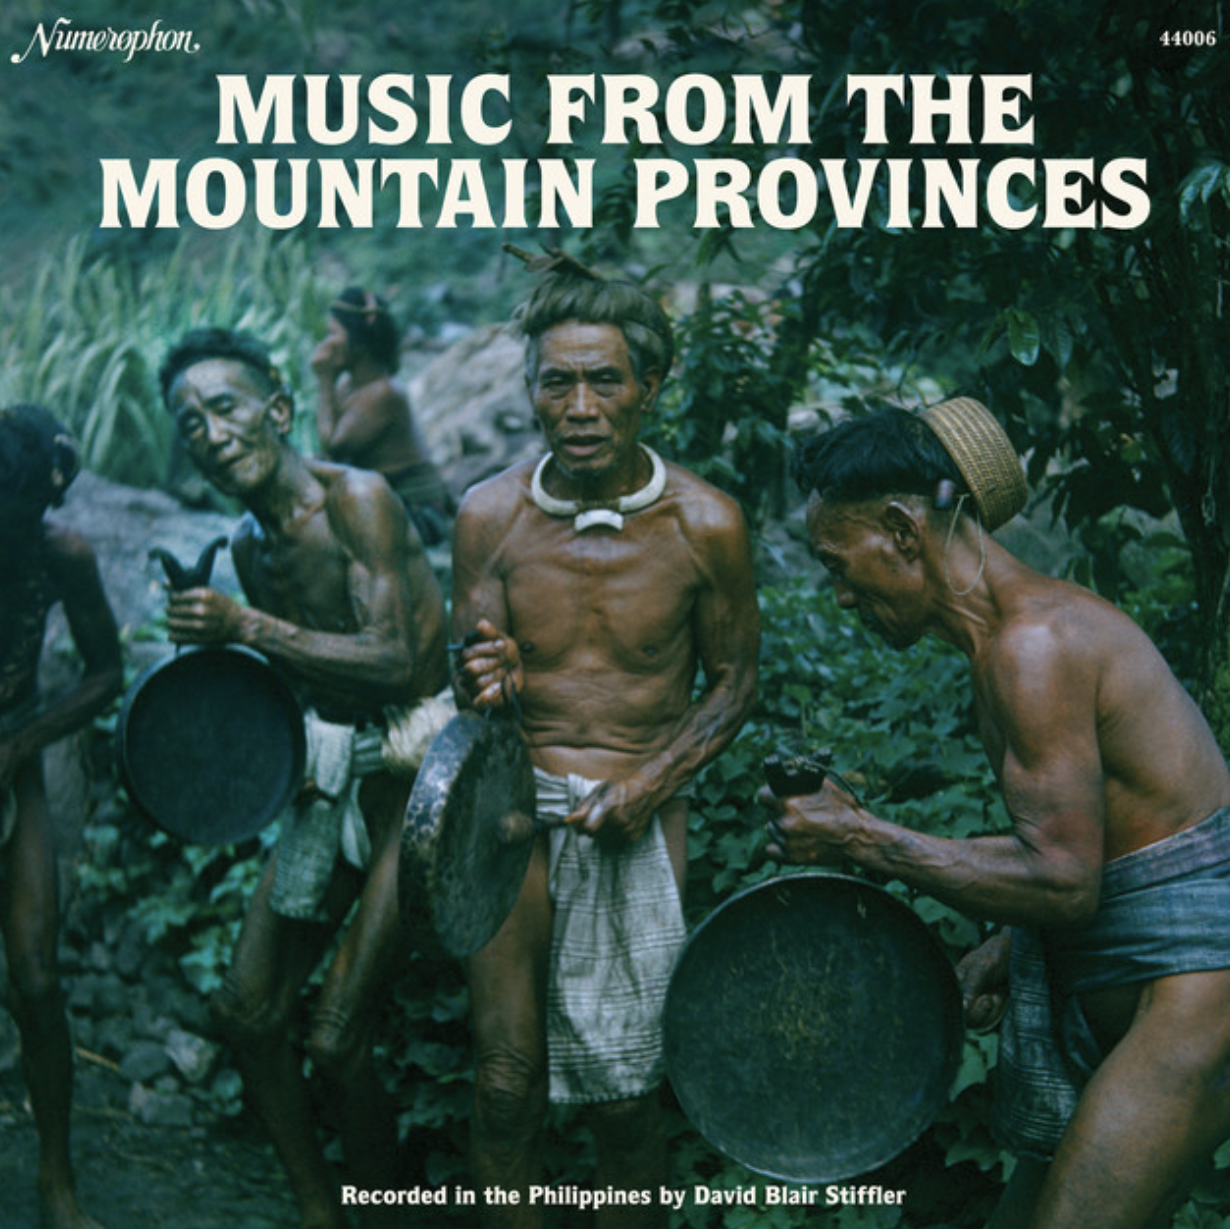 Numerophon.
44006
MUSIC FROM THE
MOUNTAIN PROVINCES
Recorded in the Philippines by David Blair Stiffler